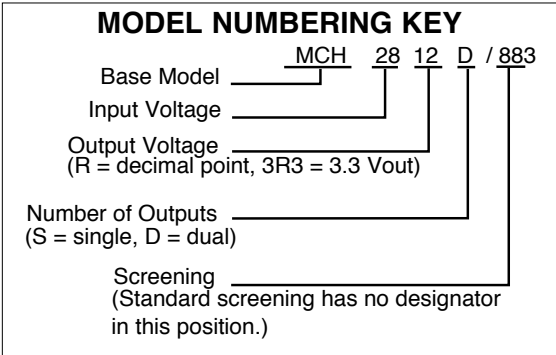 MODEL NUMBERING KEY
MCH 28 12 D / 883
Base Model
Input Voltage
Output Voltage
(R = decimal point, 3R3 = 3.3 Vout)
Number of Outputs
(S = single, D = dual)
Screening
(Standard screening has no designator
in this position.)